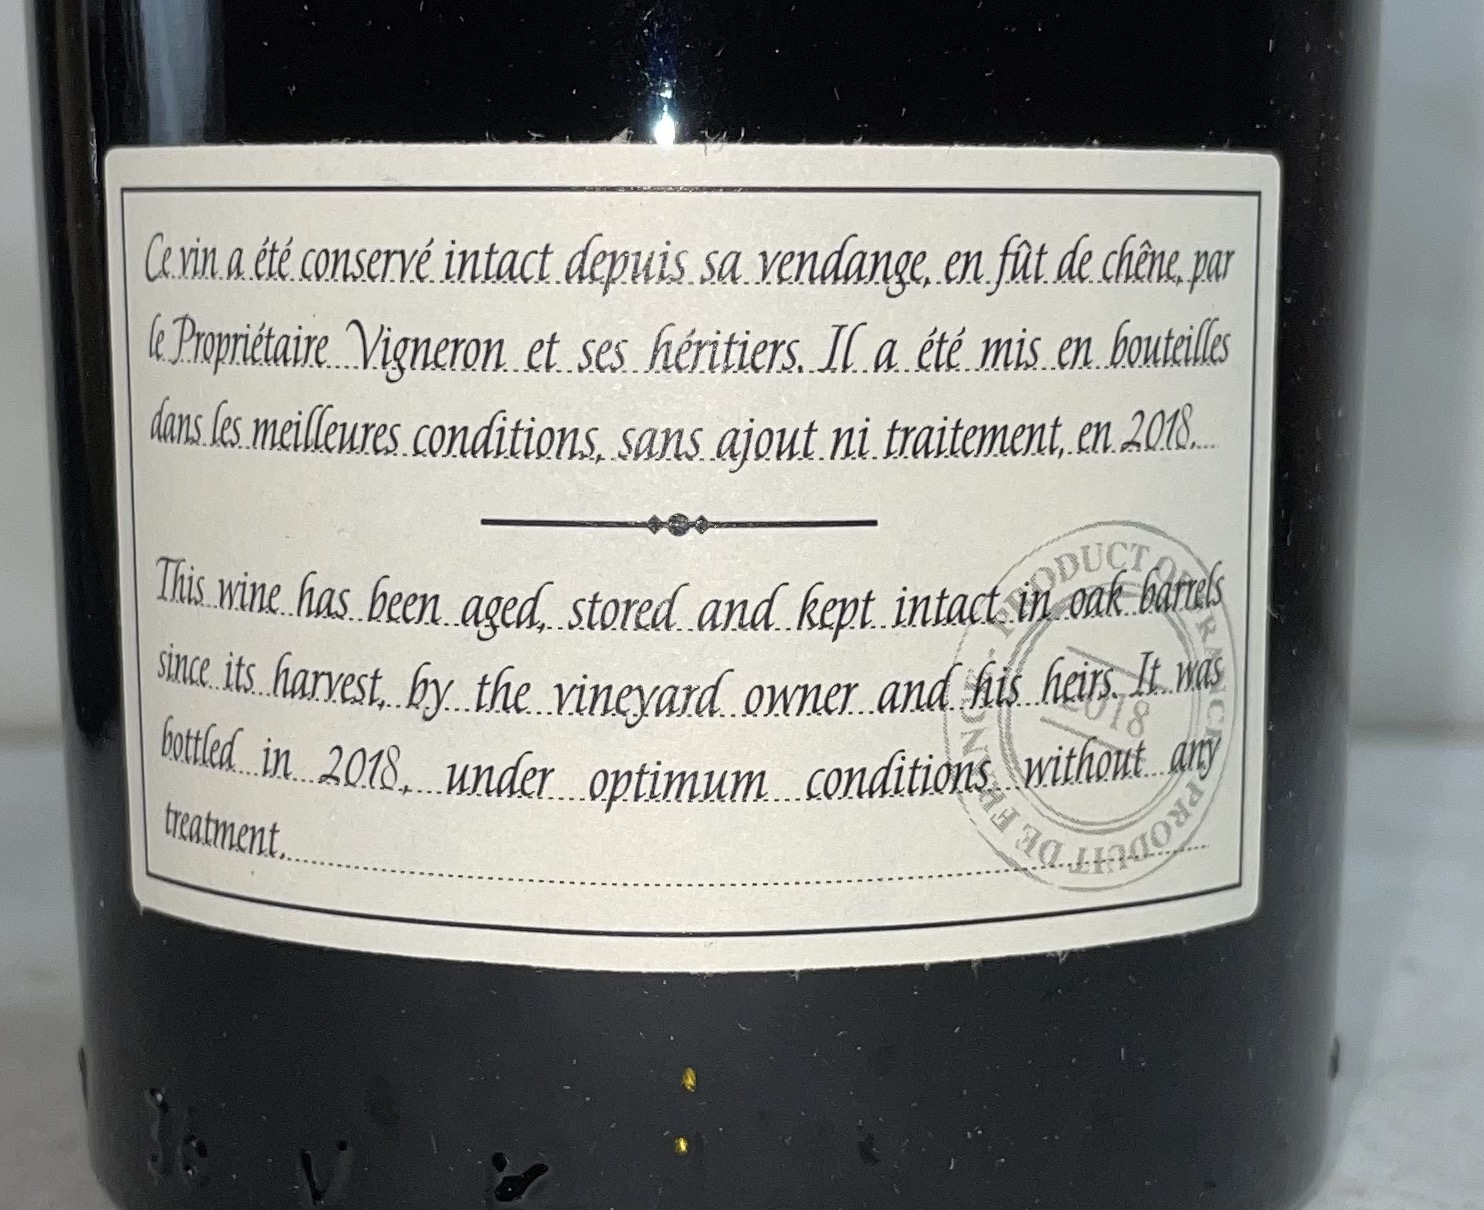 Ce vin a été conservé intact depuis sa vendange, en fût de chêne, par
le Propriétaire Vigneron et ses héritiers. Il a été mis en bouteilles
dans les meilleures conditions, sans ajout ni traitement, en 2018.
This wine has been aged, stored and kept intact in oak barrels
since its harvest, by the vineyard owner and his heirs. It was
bottled in 2018, under optimum conditions without any
treatment.
PRODUCT OF FRANCE · PRODUIT DE FRANCE ·
2018